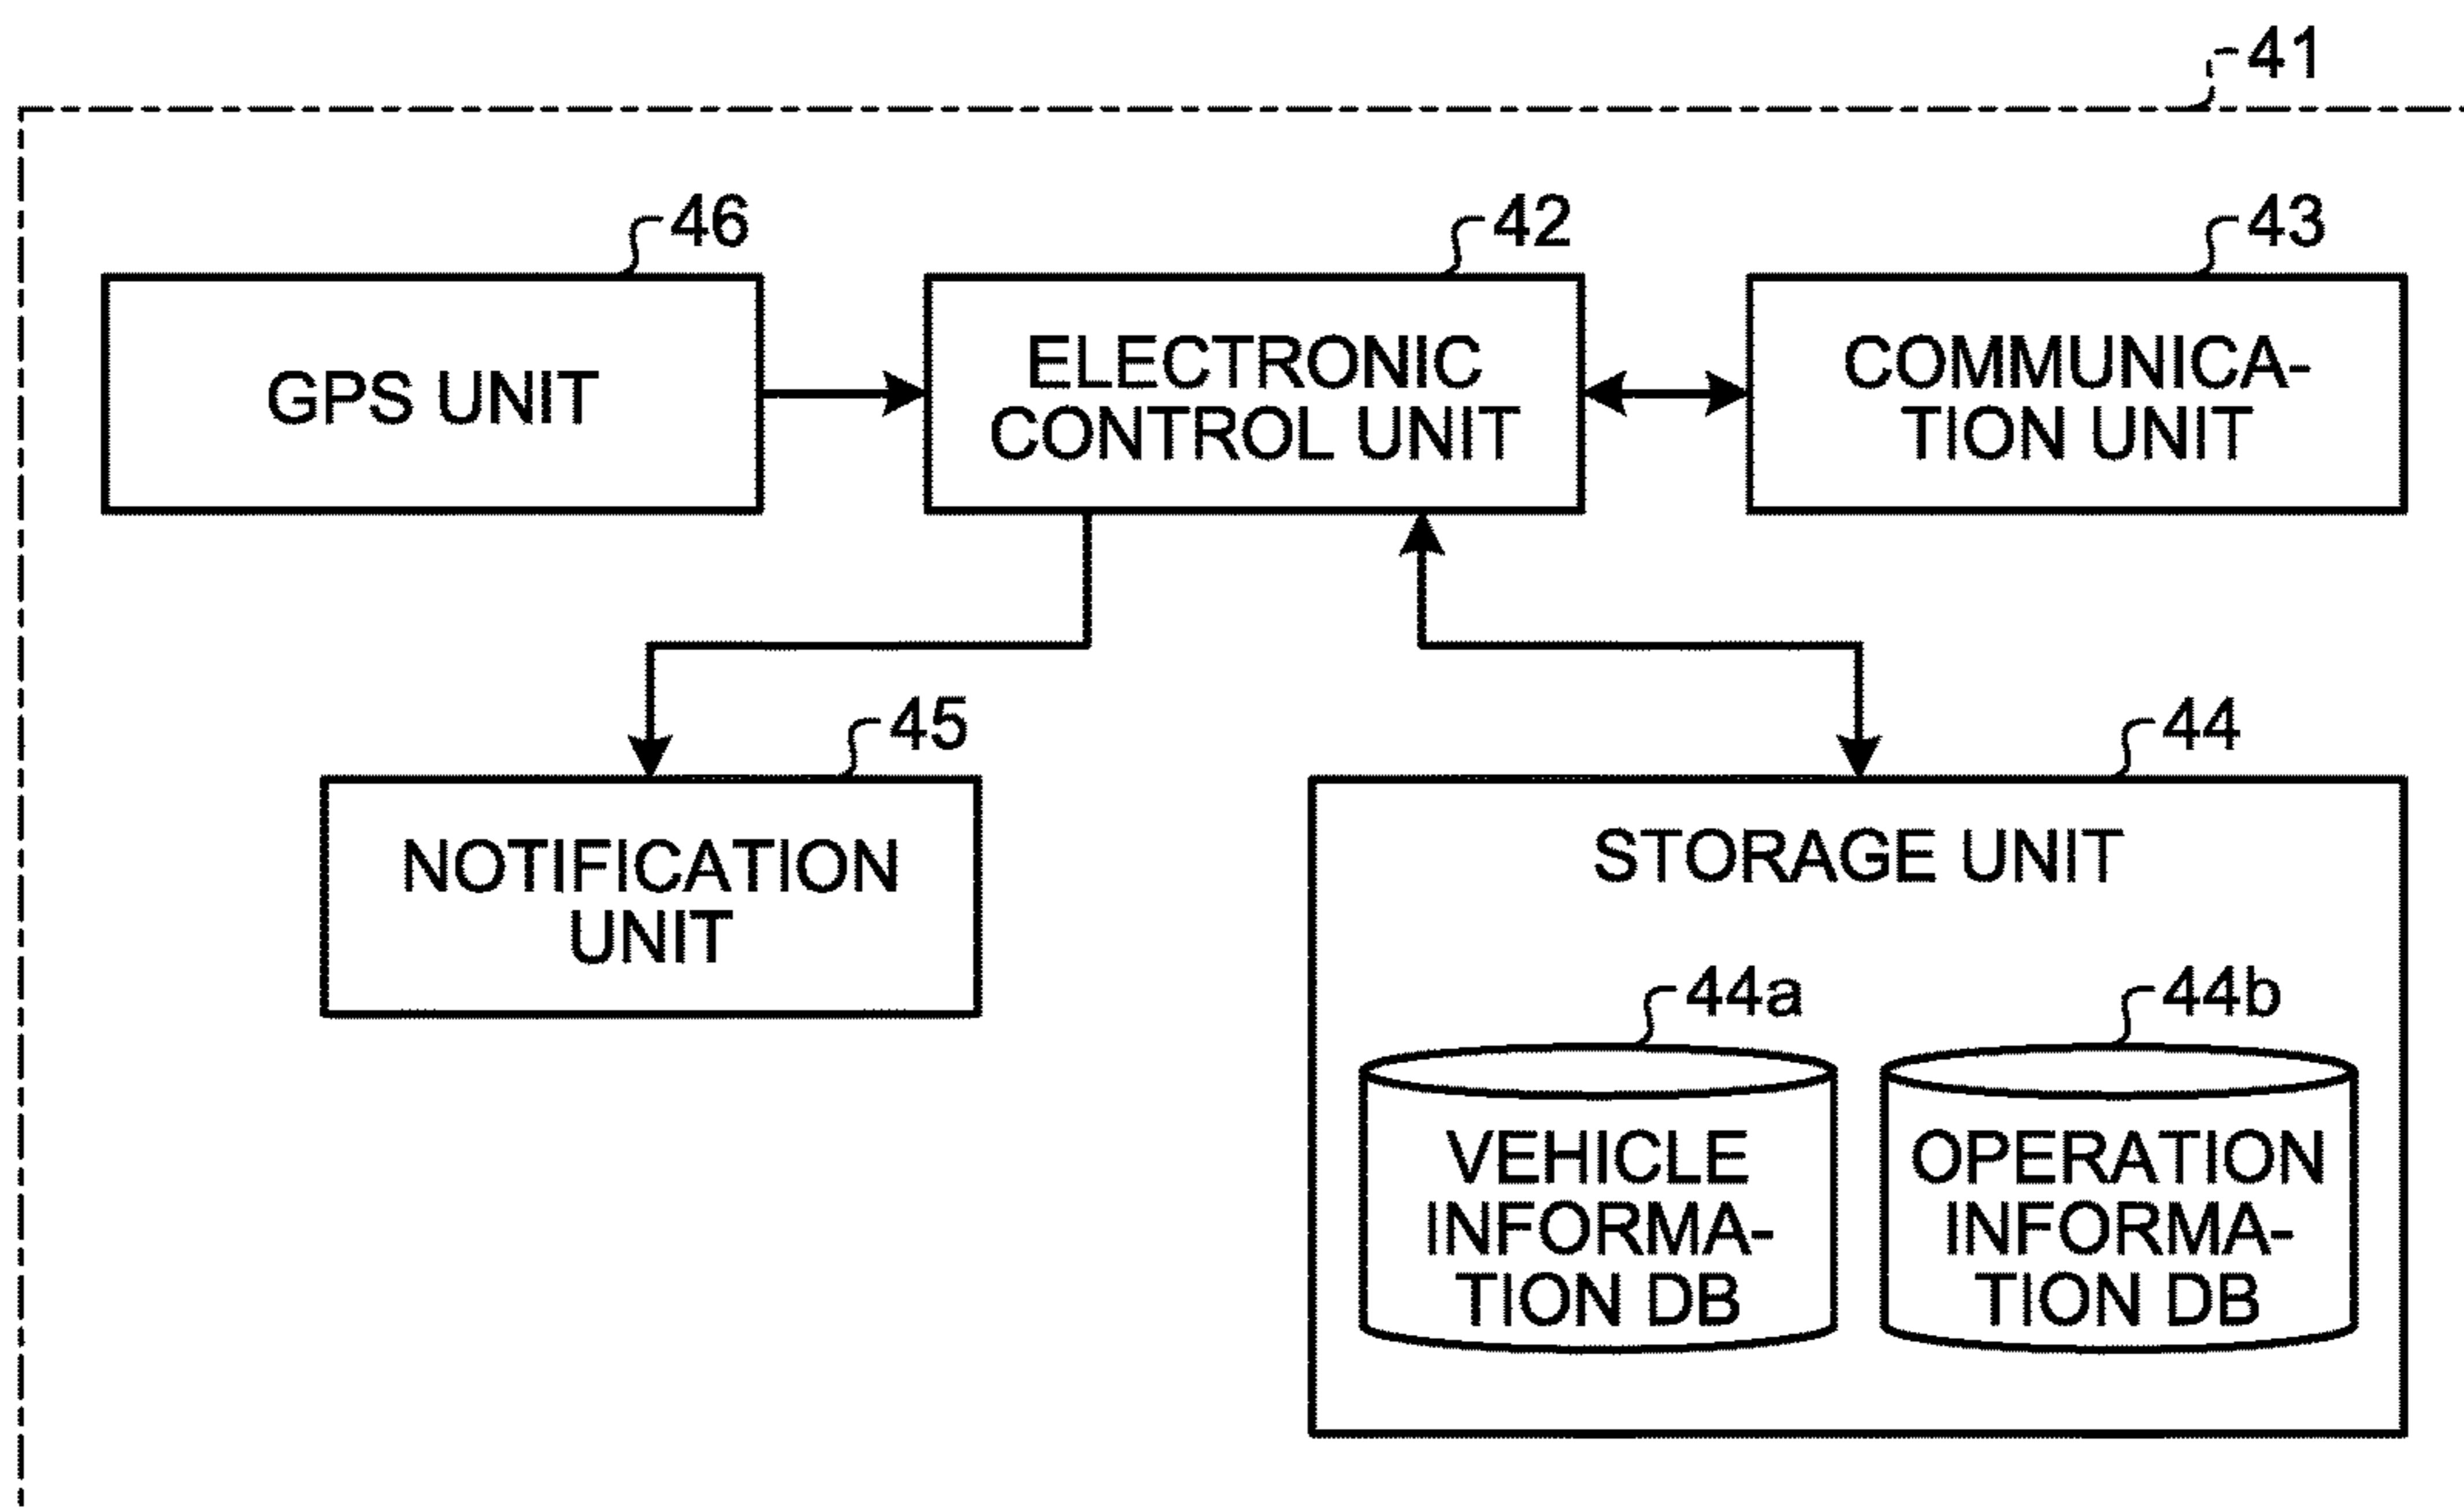 41
46
42
43
GPS UNIT
ELECTRONIC
CONTROL UNIT
COMMUNICA-
TION UNIT
45
44
NOTIFICATION
UNIT
STORAGE UNIT
44a
44b
VEHICLE
INFORMA-
TION DB
OPERATION
INFORMA-
TION DB